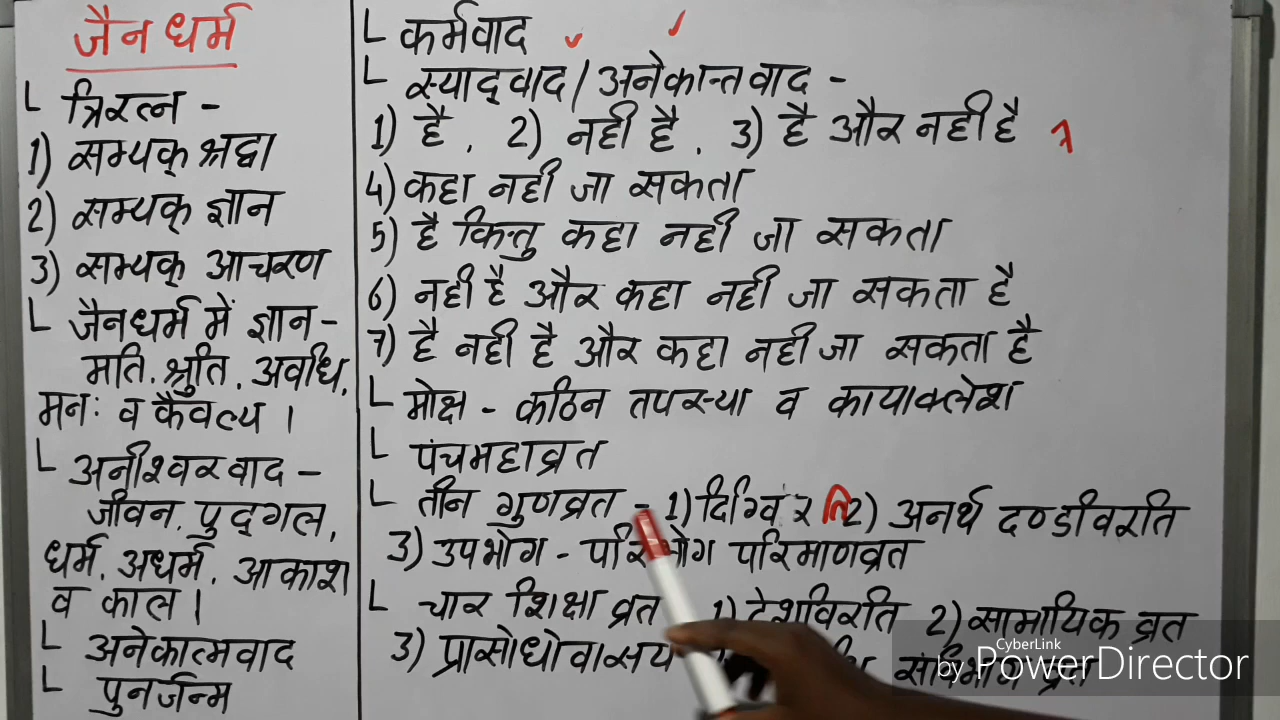 जैन धर्म
└ त्रिरत्न -
1) सम्यक् श्रद्धा
2) सम्यक् ज्ञान
3) सम्यक् आचरण
└ जैनधर्म में ज्ञान -
मति. श्रुति. अवधि.
मनः व कैवल्य ।
└ अनीश्वरवाद -
जीवन. पुद्गल.
धर्म. अधर्म. आकाश
व काल ।
└ अनेकात्मवाद
└ पुनर्जन्म
└ कर्मवाद
└ स्याद्वाद / अनेकान्तवाद -
1) है . 2) नही है . 3) है और नही है
4) कहा नही जा सकता
5) है किन्तु कहा नही जा सकता
6) नही है और कहा नही जा सकता है
7) है नही है और कहा नही जा सकता है
└ मोक्ष - कठिन तपस्या व कायाक्लेश
└ पंचमहाव्रत
└ तीन गुणव्रत - 1) दिग्विरति 2) अनर्थ दण्डविरति
3) उपभोग - परिभोग परिमाणव्रत
└ चार शिक्षा व्रत 1) देशविरति 2) सामायिक व्रत
3) प्रासोधोवासय संविभाग व्रत
CyberLink
by PowerDirector